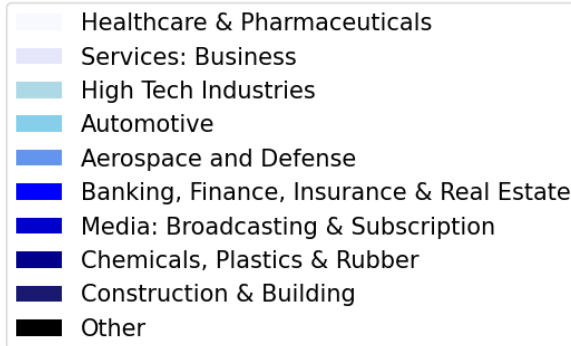 Healthcare & Pharmaceuticals
Services: Business
High Tech Industries
Automotive
Aerospace and Defense
Banking, Finance, Insurance & Real Estate
Media: Broadcasting & Subscription
Chemicals, Plastics & Rubber
Construction & Building
Other